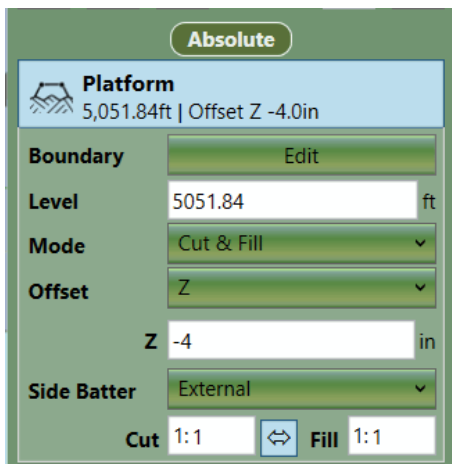 Absolute
Platform
5,051.84ft | Offset Z -4.0in
Boundary Edit
Level 5051.84 ft
Mode Cut & Fill
Offset Z
Z -4 in
Side Batter External
Cut 1:1 ⇔ Fill 1:1